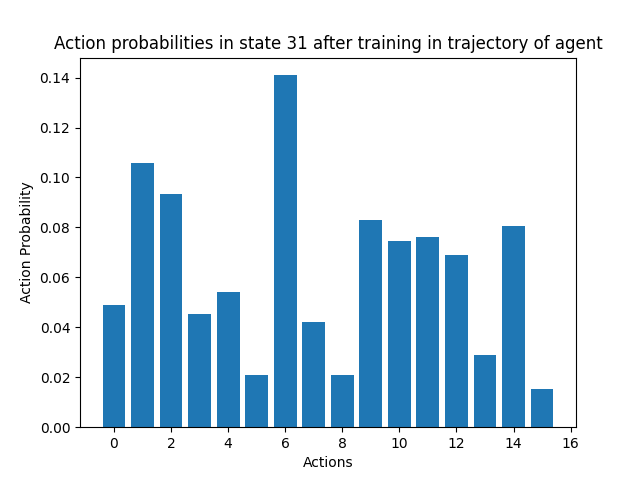 Action probabilities in state 31 after training in trajectory of agent
0.14
0.12
0.10
0.08
0.06
0.04
0.02
0.00
Action Probability
0 2 4 6 8 10 12 14 16
Actions